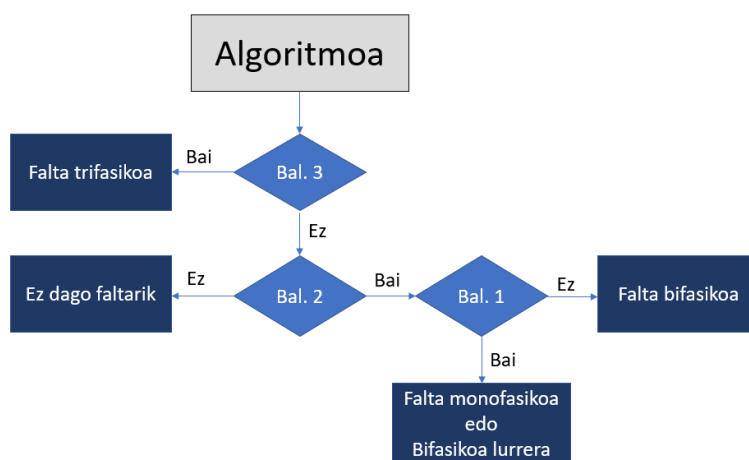 Algoritmoa
Bai
Falta trifasikoa
Bal. 3
Ez
Ez
Bai
Ez
Ez dago faltarik
Bal. 2
Bal. 1
Falta bifasikoa
Bai
Falta monofasikoa
edo
Bifasikoa lurrera